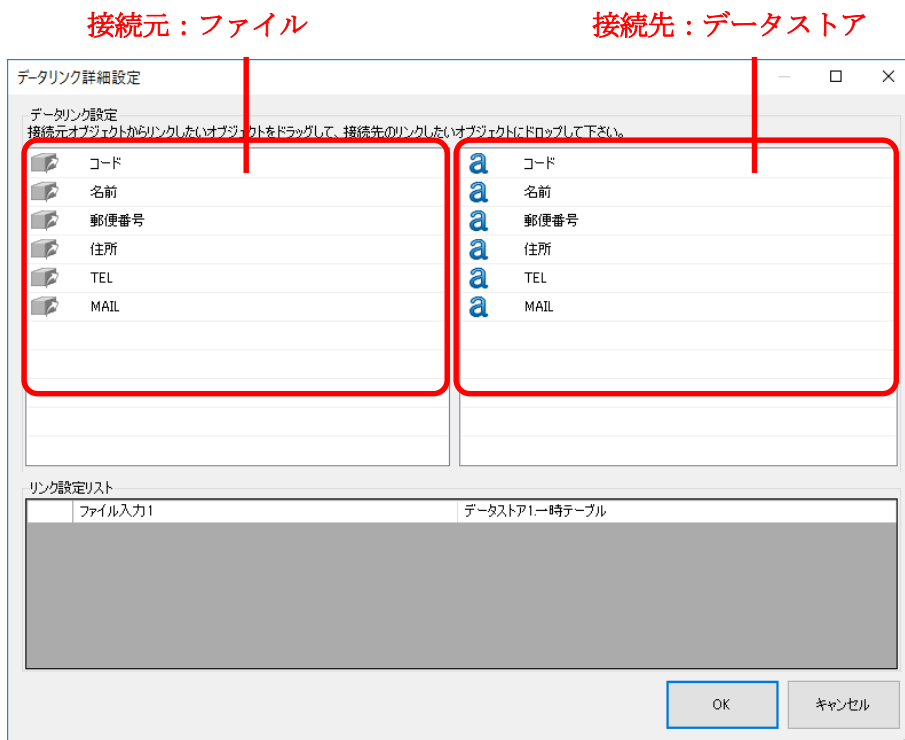 接続元：ファイル
接続先：データストア
データリンク詳細設定
データリンク設定
接続元オブジェクトからリンクしたいオブジェクトをドラッグして、接続先のリンクしたいオブジェクトにドロップして下さい。
コード
コード
名前
名前
郵便番号
郵便番号
住所
住所
TEL
TEL
MAIL
MAIL
リンク設定リスト
ファイル入力1
データストア1.一時テーブル
OK
キャンセル